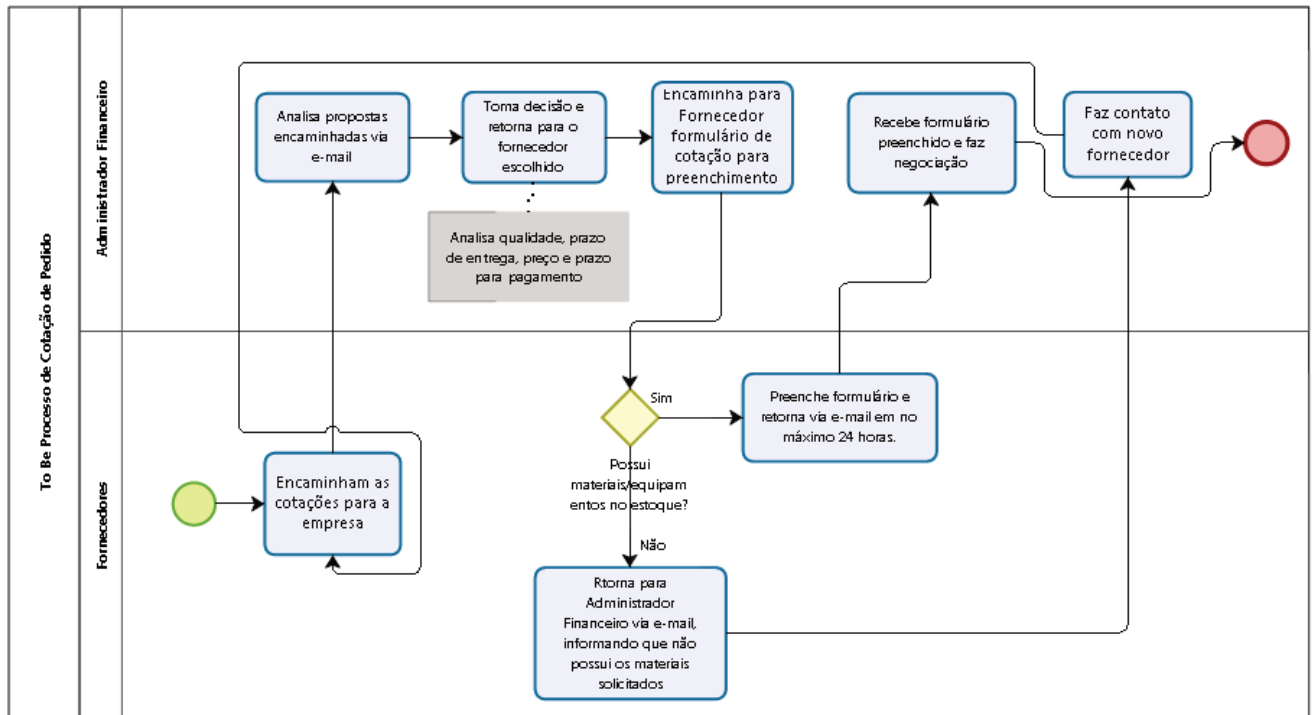 To Be Processo de Cotação de Pedido
Administrador Financeiro
Analisa propostas
encaminhadas via
e-mail
Toma decisão e
retorna para o
fornecedor
escolhido
Encaminha para
Fornecedor
formulário de
cotação para
preenchimento
Recebe formulário
preenchido e faz
negociação
Faz contato
com novo
fornecedor
Analisa qualidade, prazo
de entrega, preço e prazo
para pagamento
Fornecedores
Encaminham as
cotações para a
empresa
Sim
Preenche formulário e
retorna via e-mail em no
máximo 24 horas.
Possui
materiais/equipam
entos no estoque?
Não
Rtorna para
Administrador
Financeiro via e-mail,
informando que não
possui os materiais
solicitados